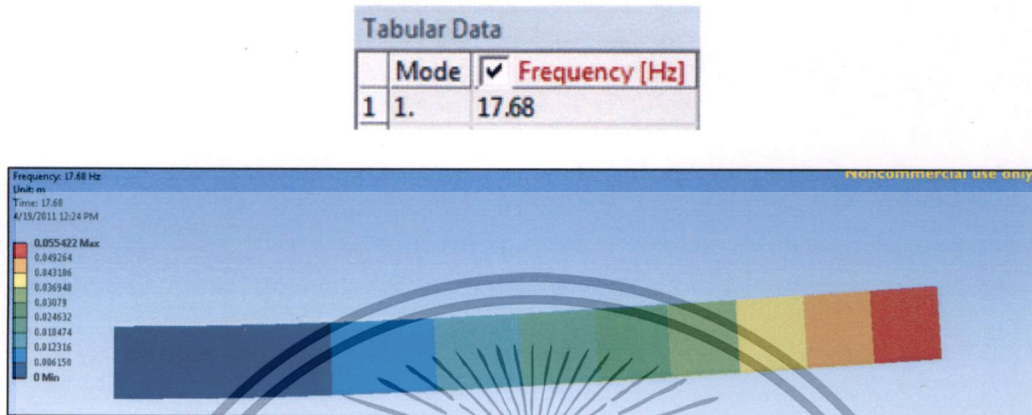 Tabular Data
Mode Frequency [Hz]
1 1. 17.68
Frequency: 17.68 Hz
Unit: m
Time: 17.68
4/19/2011 12:24 PM
Noncommercial use only
0.055422 Max
0.049264
0.043106
0.036948
0.03079
0.024632
0.018474
0.012316
0.006158
0 Min